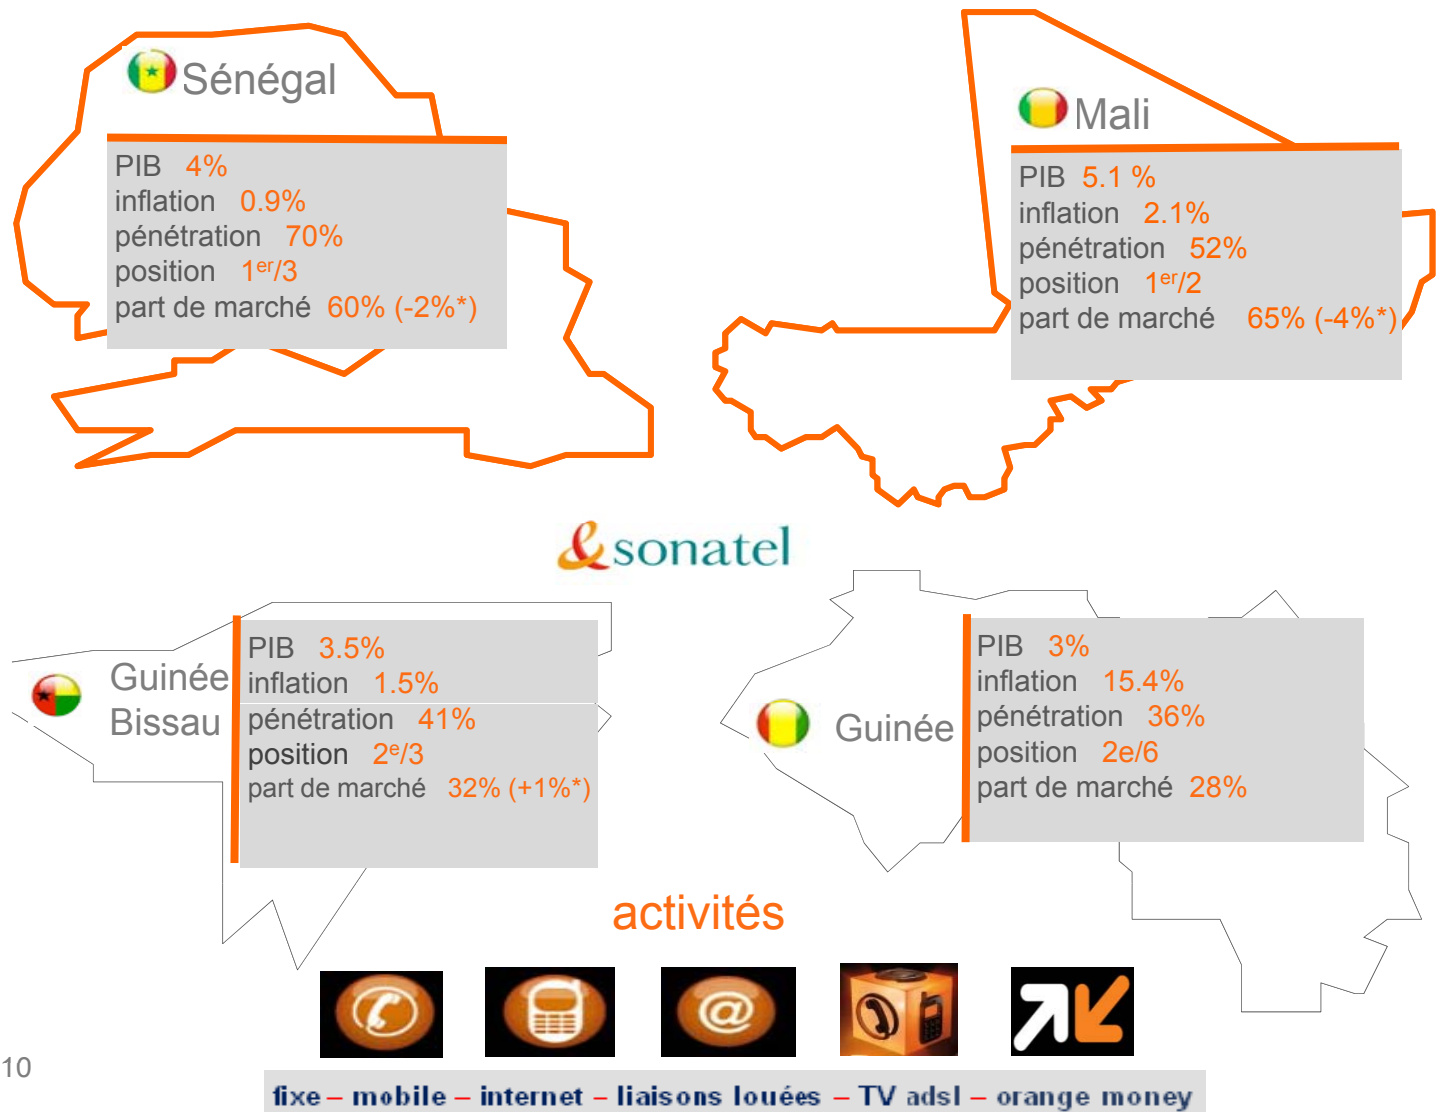 Sénégal
PIB 4%
inflation 0.9%
pénétration 70%
position 1er/3
part de marché 60% (-2%*)
Mali
PIB 5.1 %
inflation 2.1%
pénétration 52%
position 1er/2
part de marché 65% (-4%*)
& sonatel
Guinée
Bissau
PIB 3.5%
inflation 1.5%
pénétration 41%
position 2e/3
part de marché 32% (+1%*)
Guinée
PIB 3%
inflation 15.4%
pénétration 36%
position 2e/6
part de marché 28%
activités
@
fixe – mobile – internet – liaisons louées – TV adsl – orange money
10